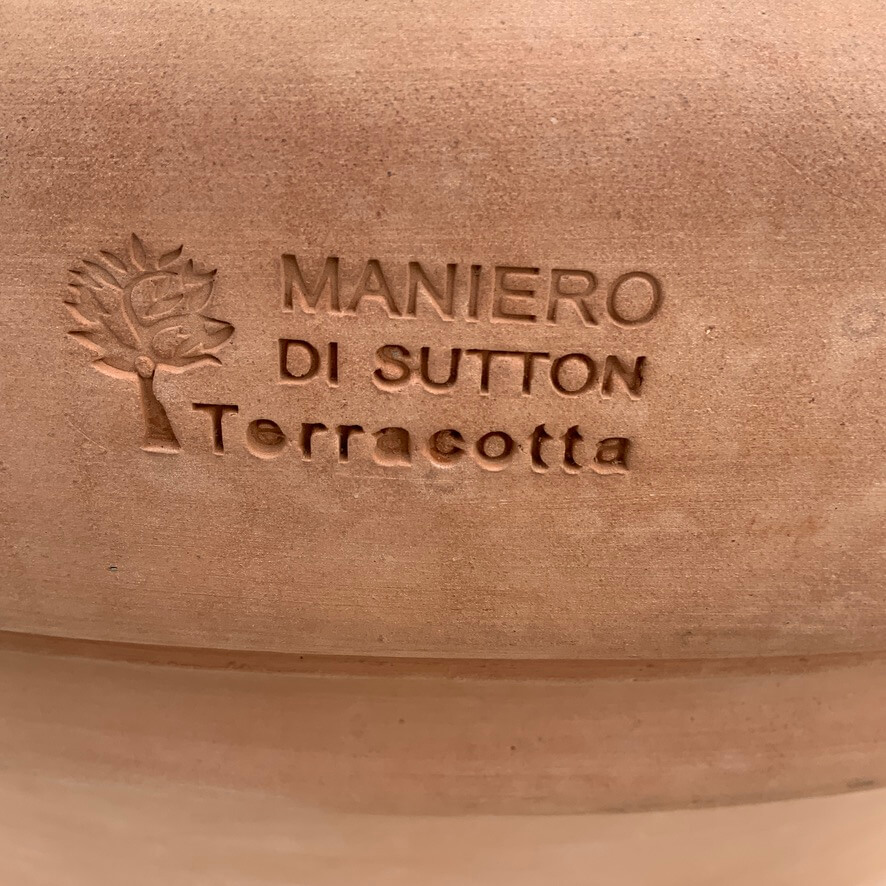 MANIERO
DI SUTTON
Terracotta